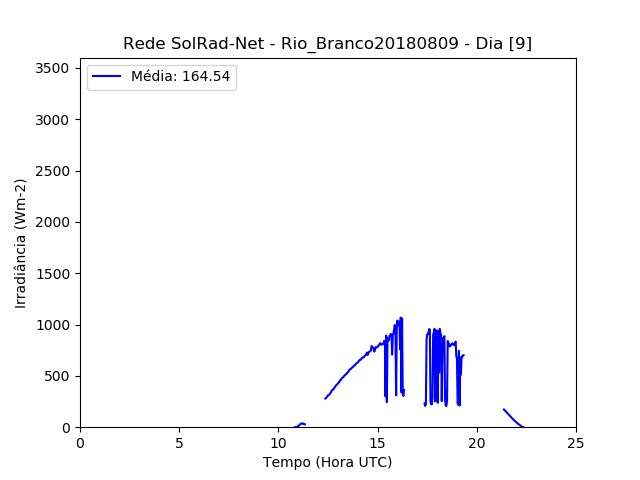 Rede SolRad-Net - Rio_Branco20180809 - Dia [9]
Média: 164.54
Irradiância (Wm-2)
3500
3000
2500
2000
1500
1000
500
0
0 5 10 15 20 25
Tempo (Hora UTC)